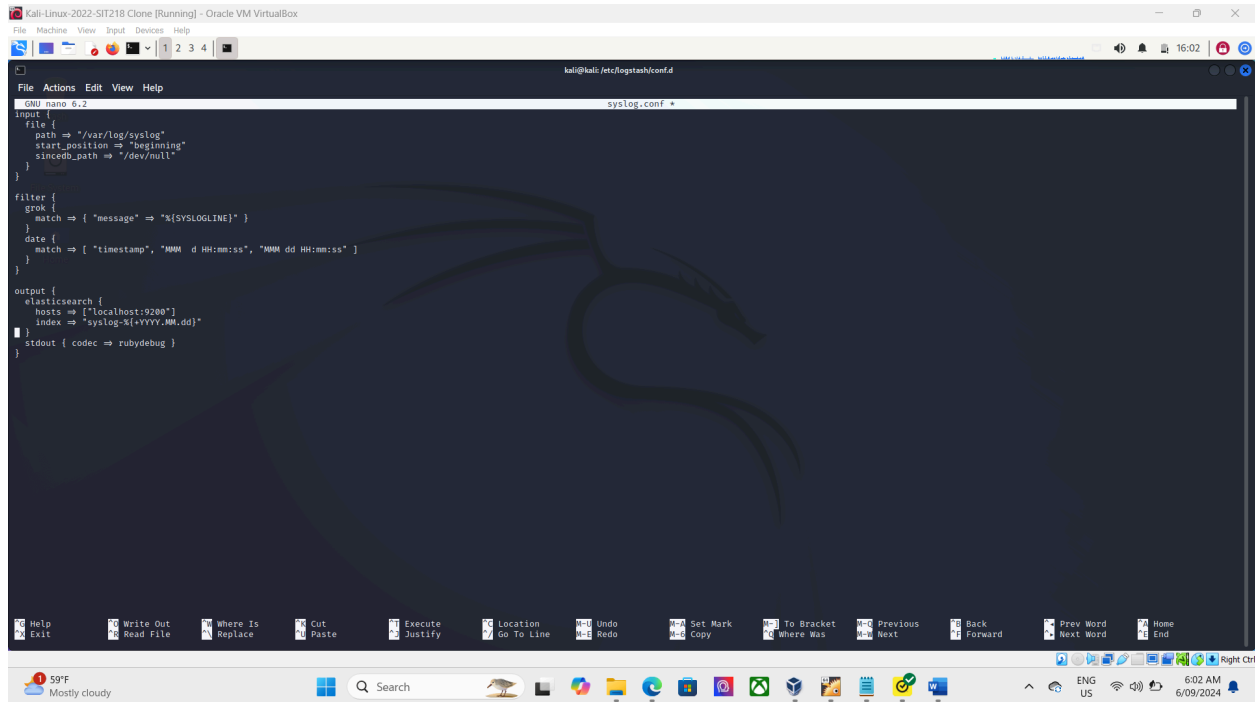 Kali-Linux-2022-SIT218 Clone [Running] - Oracle VM VirtualBox
File Machine View Input Devices Help
1 2 3 4
16:02
kali@kali: /etc/logstash/conf.d
File Actions Edit View Help
GNU nano 6.2 syslog.conf *
input {
  file {
    path ⇒ "/var/log/syslog"
    start_position ⇒ "beginning"
    sincedb_path ⇒ "/dev/null"
  }
}
filter {
  grok {
    match ⇒ { "message" ⇒ "%{SYSLOGLINE}" }
  }
  date {
    match ⇒ [ "timestamp", "MMM  d HH:mm:ss", "MMM dd HH:mm:ss" ]
  }
}
output {
  elasticsearch {
    hosts ⇒ ["localhost:9200"]
    index ⇒ "syslog-%{+YYYY.MM.dd}"
  }
  stdout { codec ⇒ rubydebug }
}
^G Help ^O Write Out ^W Where Is ^K Cut ^T Execute ^C Location M-U Undo M-A Set Mark M-] To Bracket M-Q Previous ^B Back ^◂ Prev Word ^A Home
^X Exit ^R Read File ^\ Replace ^U Paste ^J Justify ^/ Go To Line M-E Redo M-6 Copy ^Q Where Was M-W Next ^F Forward ^▸ Next Word ^E End
Right Ctrl
1
59°F
Mostly cloudy
Search
ENG
US
6:02 AM
6/09/2024